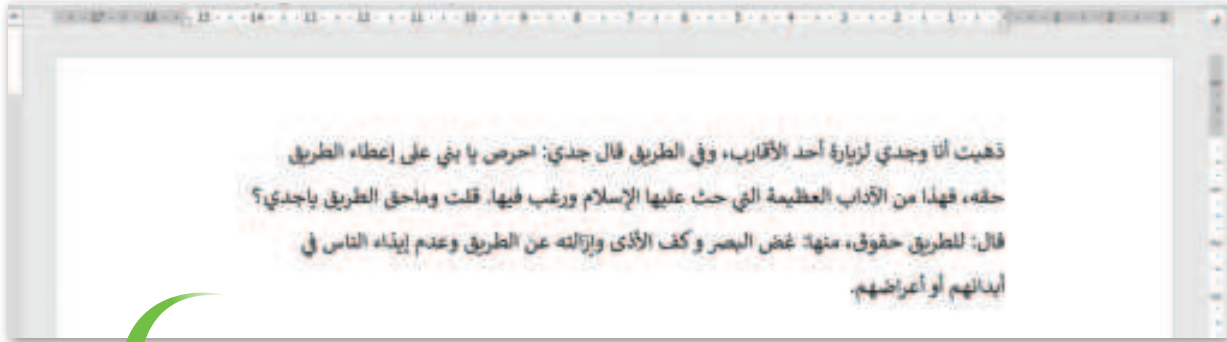 ذهبت أنا وجدي لزيارة أحد الأقارب، وفي الطريق قال جدي: احرص يا بني على إعطاء الطريق
حقه، فهذا من الآداب العظيمة التي حث عليها الإسلام ورغب فيها. قلت وماحق الطريق ياجدي؟
قال: للطريق حقوق، منها: غض البصر و كف الأذى وإزالته عن الطريق وعدم إيذاء الناس في
أبدانهم أو أعراضهم.